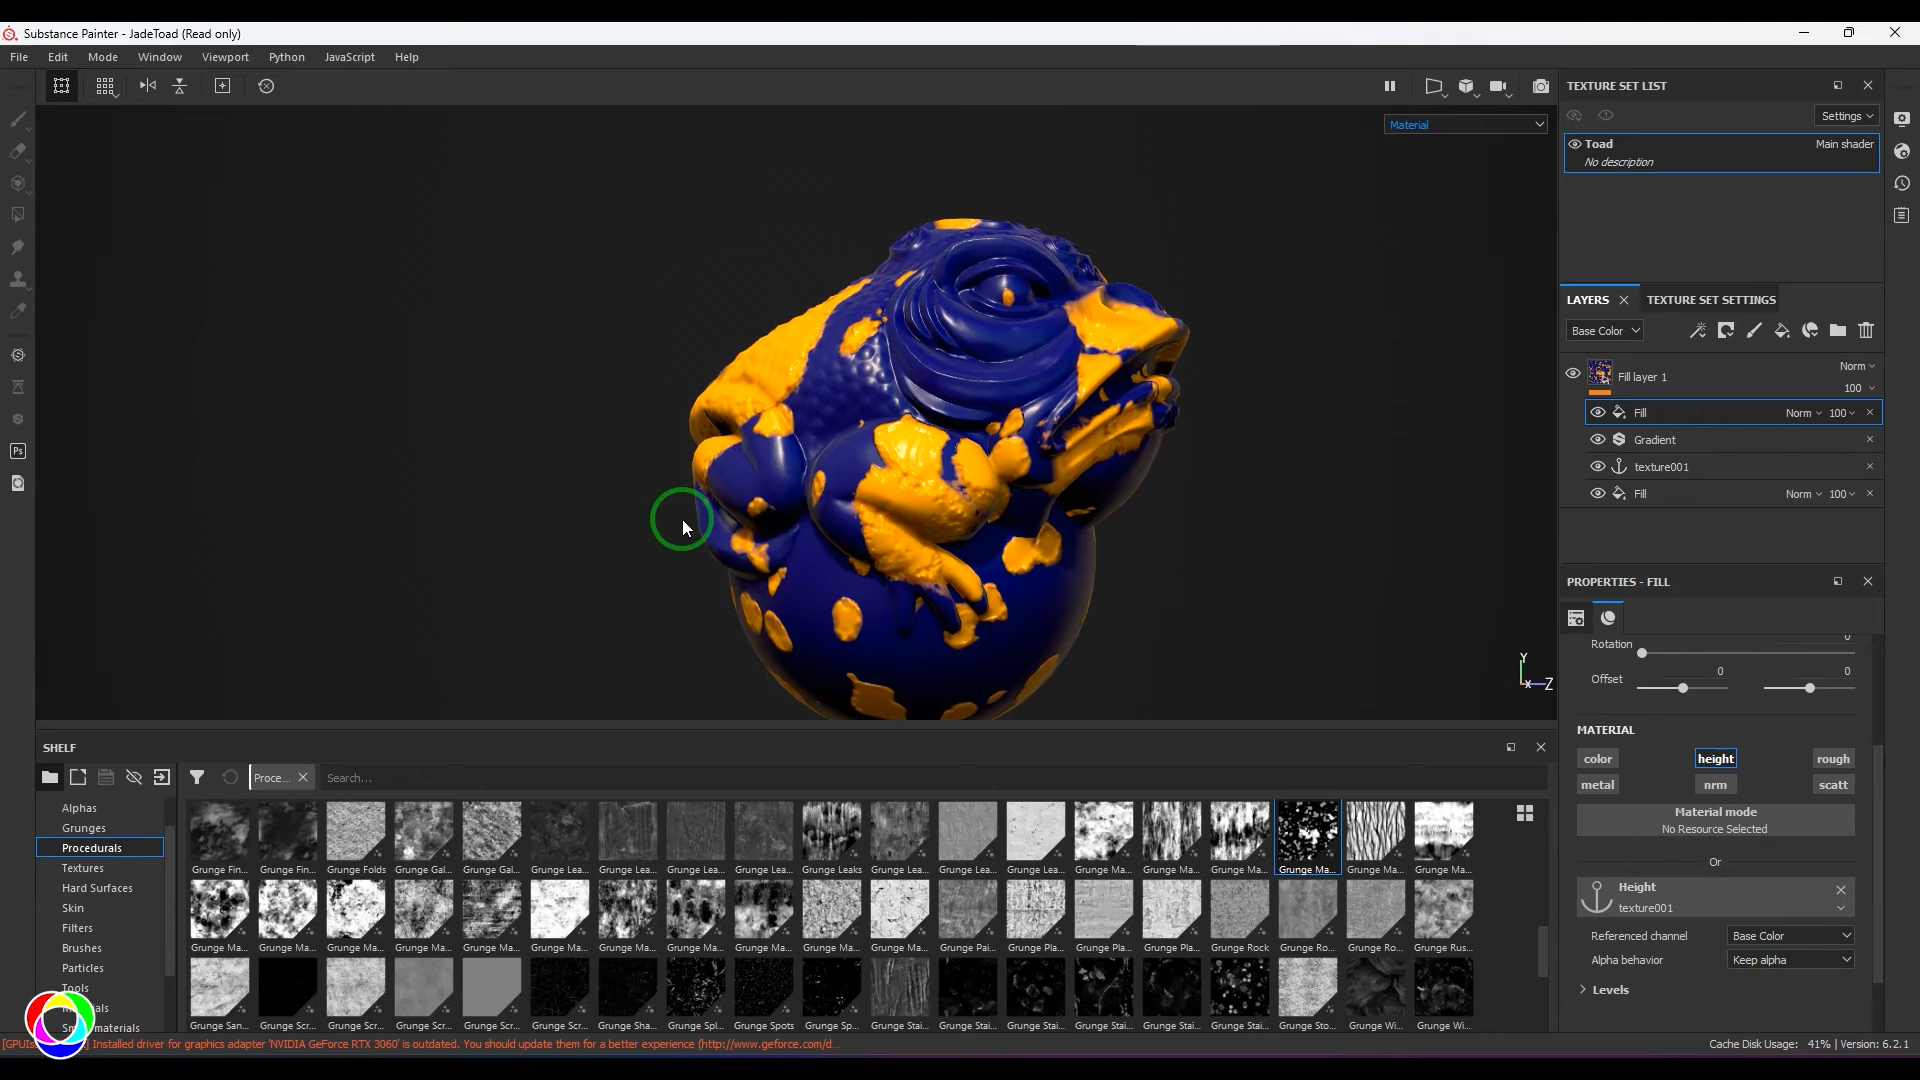 Substance Painter - JadeToad (Read only)
File Edit Mode Window Viewport Python JavaScript Help
Material
TEXTURE SET LIST
Settings
Toad Main shader
No description
LAYERS TEXTURE SET SETTINGS
Base Color
Norm
Fill layer 1
100
Fill Norm 100
Gradient
texture001
Fill Norm 100
PROPERTIES - FILL
0
Rotation
0 0
Offset
MATERIAL
color height rough
metal nrm scatt
Material mode
No Resource Selected
Or
Height
texture001
Referenced channel Base Color
Alpha behavior Keep alpha
Levels
Y
X Z
SHELF
Proce... Search...
Alphas
Grunges
Procedurals
Textures
Hard Surfaces
Skin
Filters
Brushes
Particles
Tools
Grunge Fin... Grunge Fin... Grunge Folds Grunge Gal... Grunge Gal... Grunge Lea... Grunge Lea... Grunge Lea... Grunge Lea... Grunge Leaks Grunge Lea... Grunge Lea... Grunge Lea... Grunge Ma... Grunge Ma... Grunge Ma... Grunge Ma... Grunge Ma... Grunge Ma...
Grunge Ma... Grunge Ma... Grunge Ma... Grunge Ma... Grunge Ma... Grunge Ma... Grunge Ma... Grunge Ma... Grunge Ma... Grunge Ma... Grunge Ma... Grunge Pai... Grunge Pla... Grunge Pla... Grunge Pla... Grunge Rock Grunge Ro... Grunge Ro... Grunge Rus...
Grunge San... Grunge Scr... Grunge Scr... Grunge Scr... Grunge Scr... Grunge Scr... Grunge Sha... Grunge Spl... Grunge Spots Grunge Sp... Grunge Stai... Grunge Stai... Grunge Stai... Grunge Stai... Grunge Stai... Grunge Stai... Grunge Sto... Grunge Wi... Grunge Wi...
Installed driver for graphics adapter 'NVIDIA GeForce RTX 3060' is outdated. You should update them for a better experience (http://www.geforce.com/d...
Cache Disk Usage: 41% | Version: 6.2.1
Ps